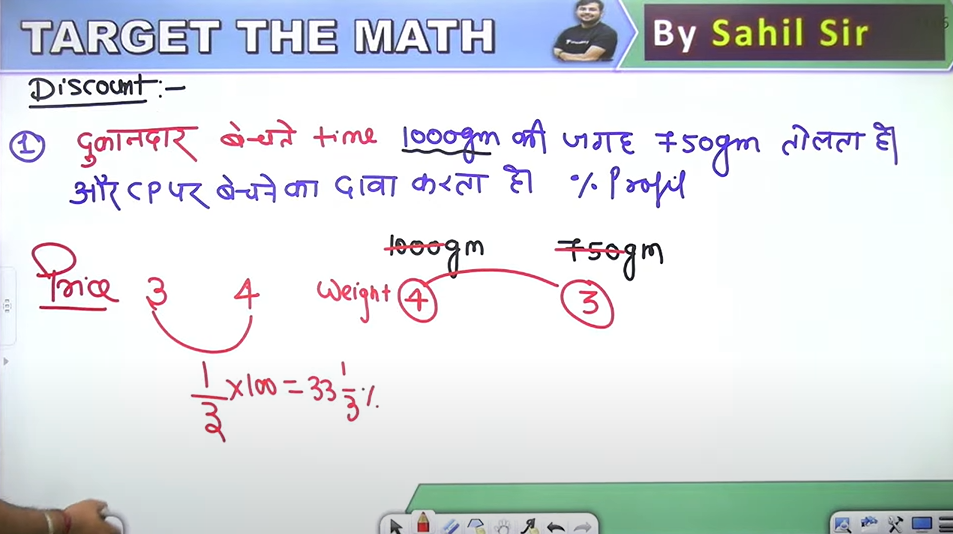 TARGET THE MATH
By Sahil Sir
Discount:-
① दुकानदार बेचते time 1000gm की जगह 750gm तोलता है।
और CP पर बेचने का दावा करता है। % Profit
1000gm 750gm
Price 3 4 Weight 4 3
1/3 ×100 = 33 1/3 %